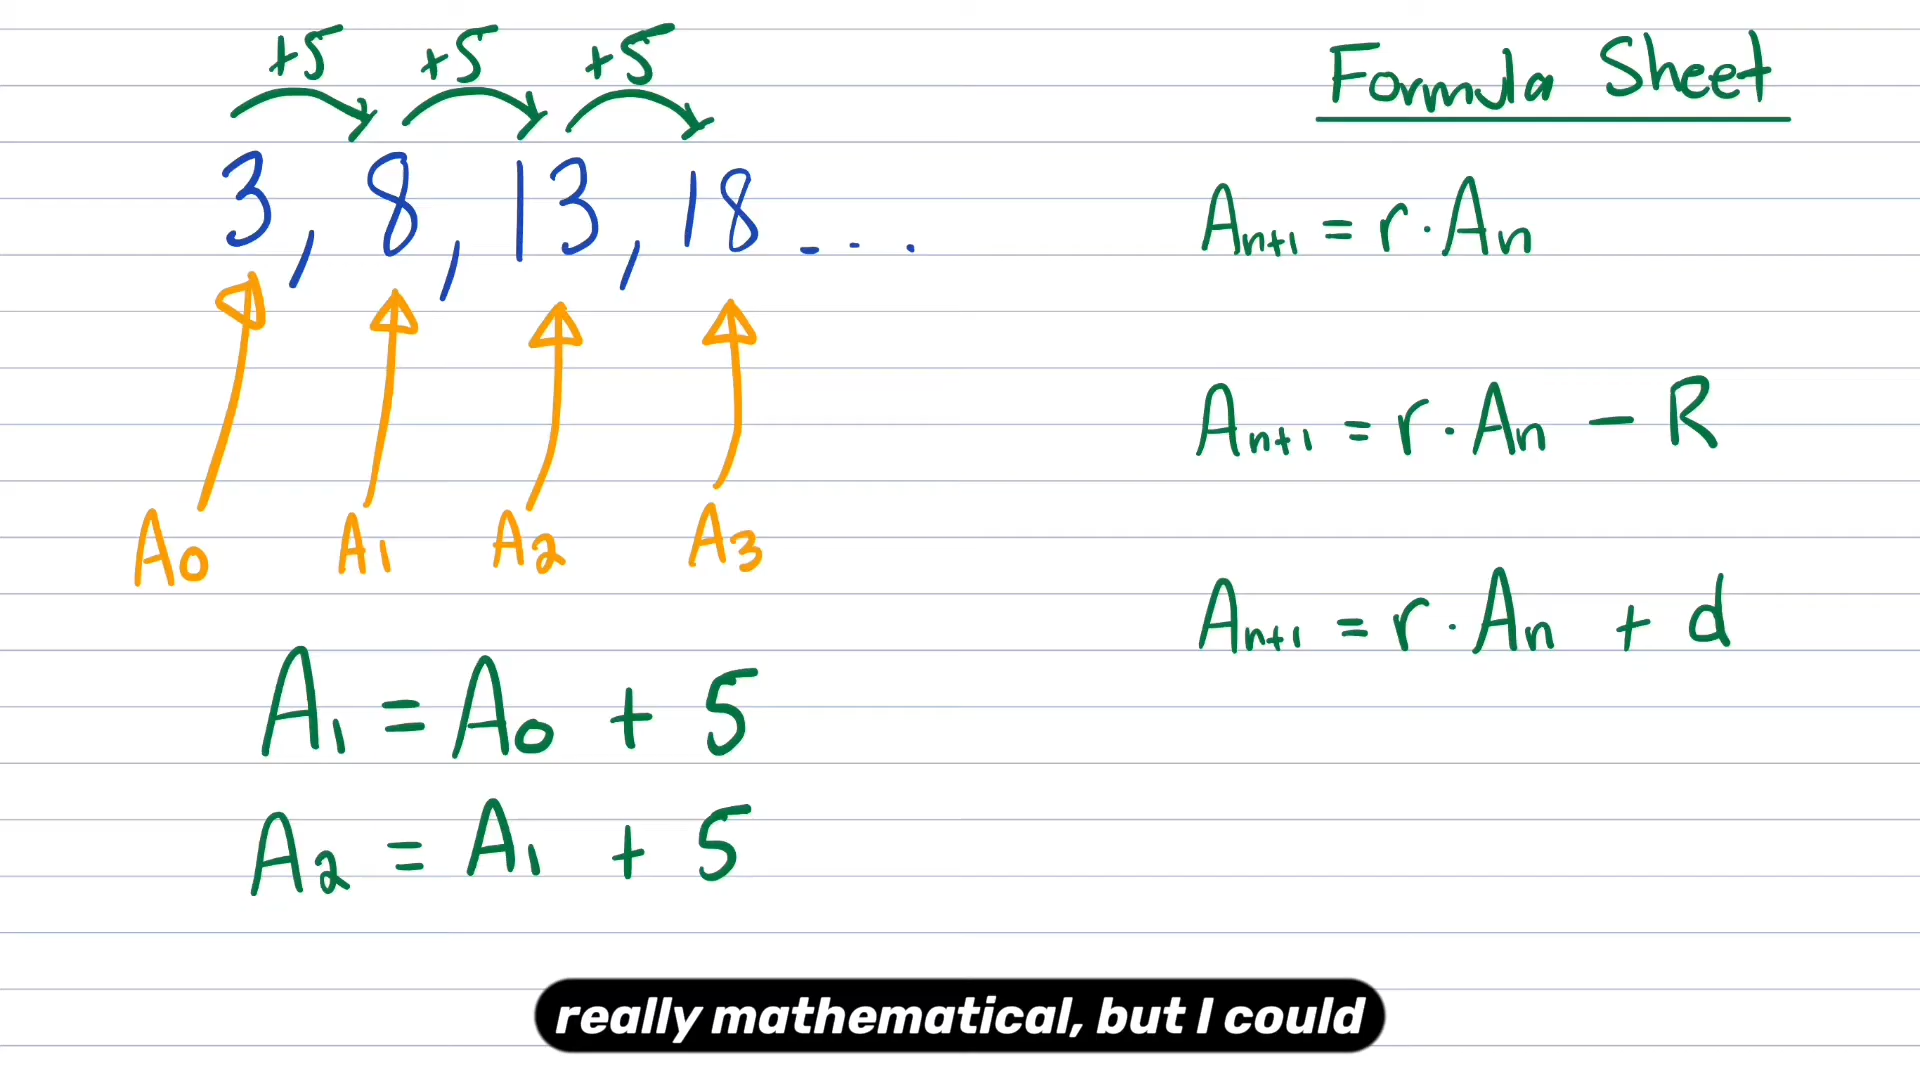 +5 +5 +5
3, 8, 13, 18 ...
A₀ A₁ A₂ A₃
A₁ = A₀ + 5
A₂ = A₁ + 5
Formula Sheet
Aₙ₊₁ = r · Aₙ
Aₙ₊₁ = r · Aₙ − R
Aₙ₊₁ = r · Aₙ + d
really mathematical, but I could